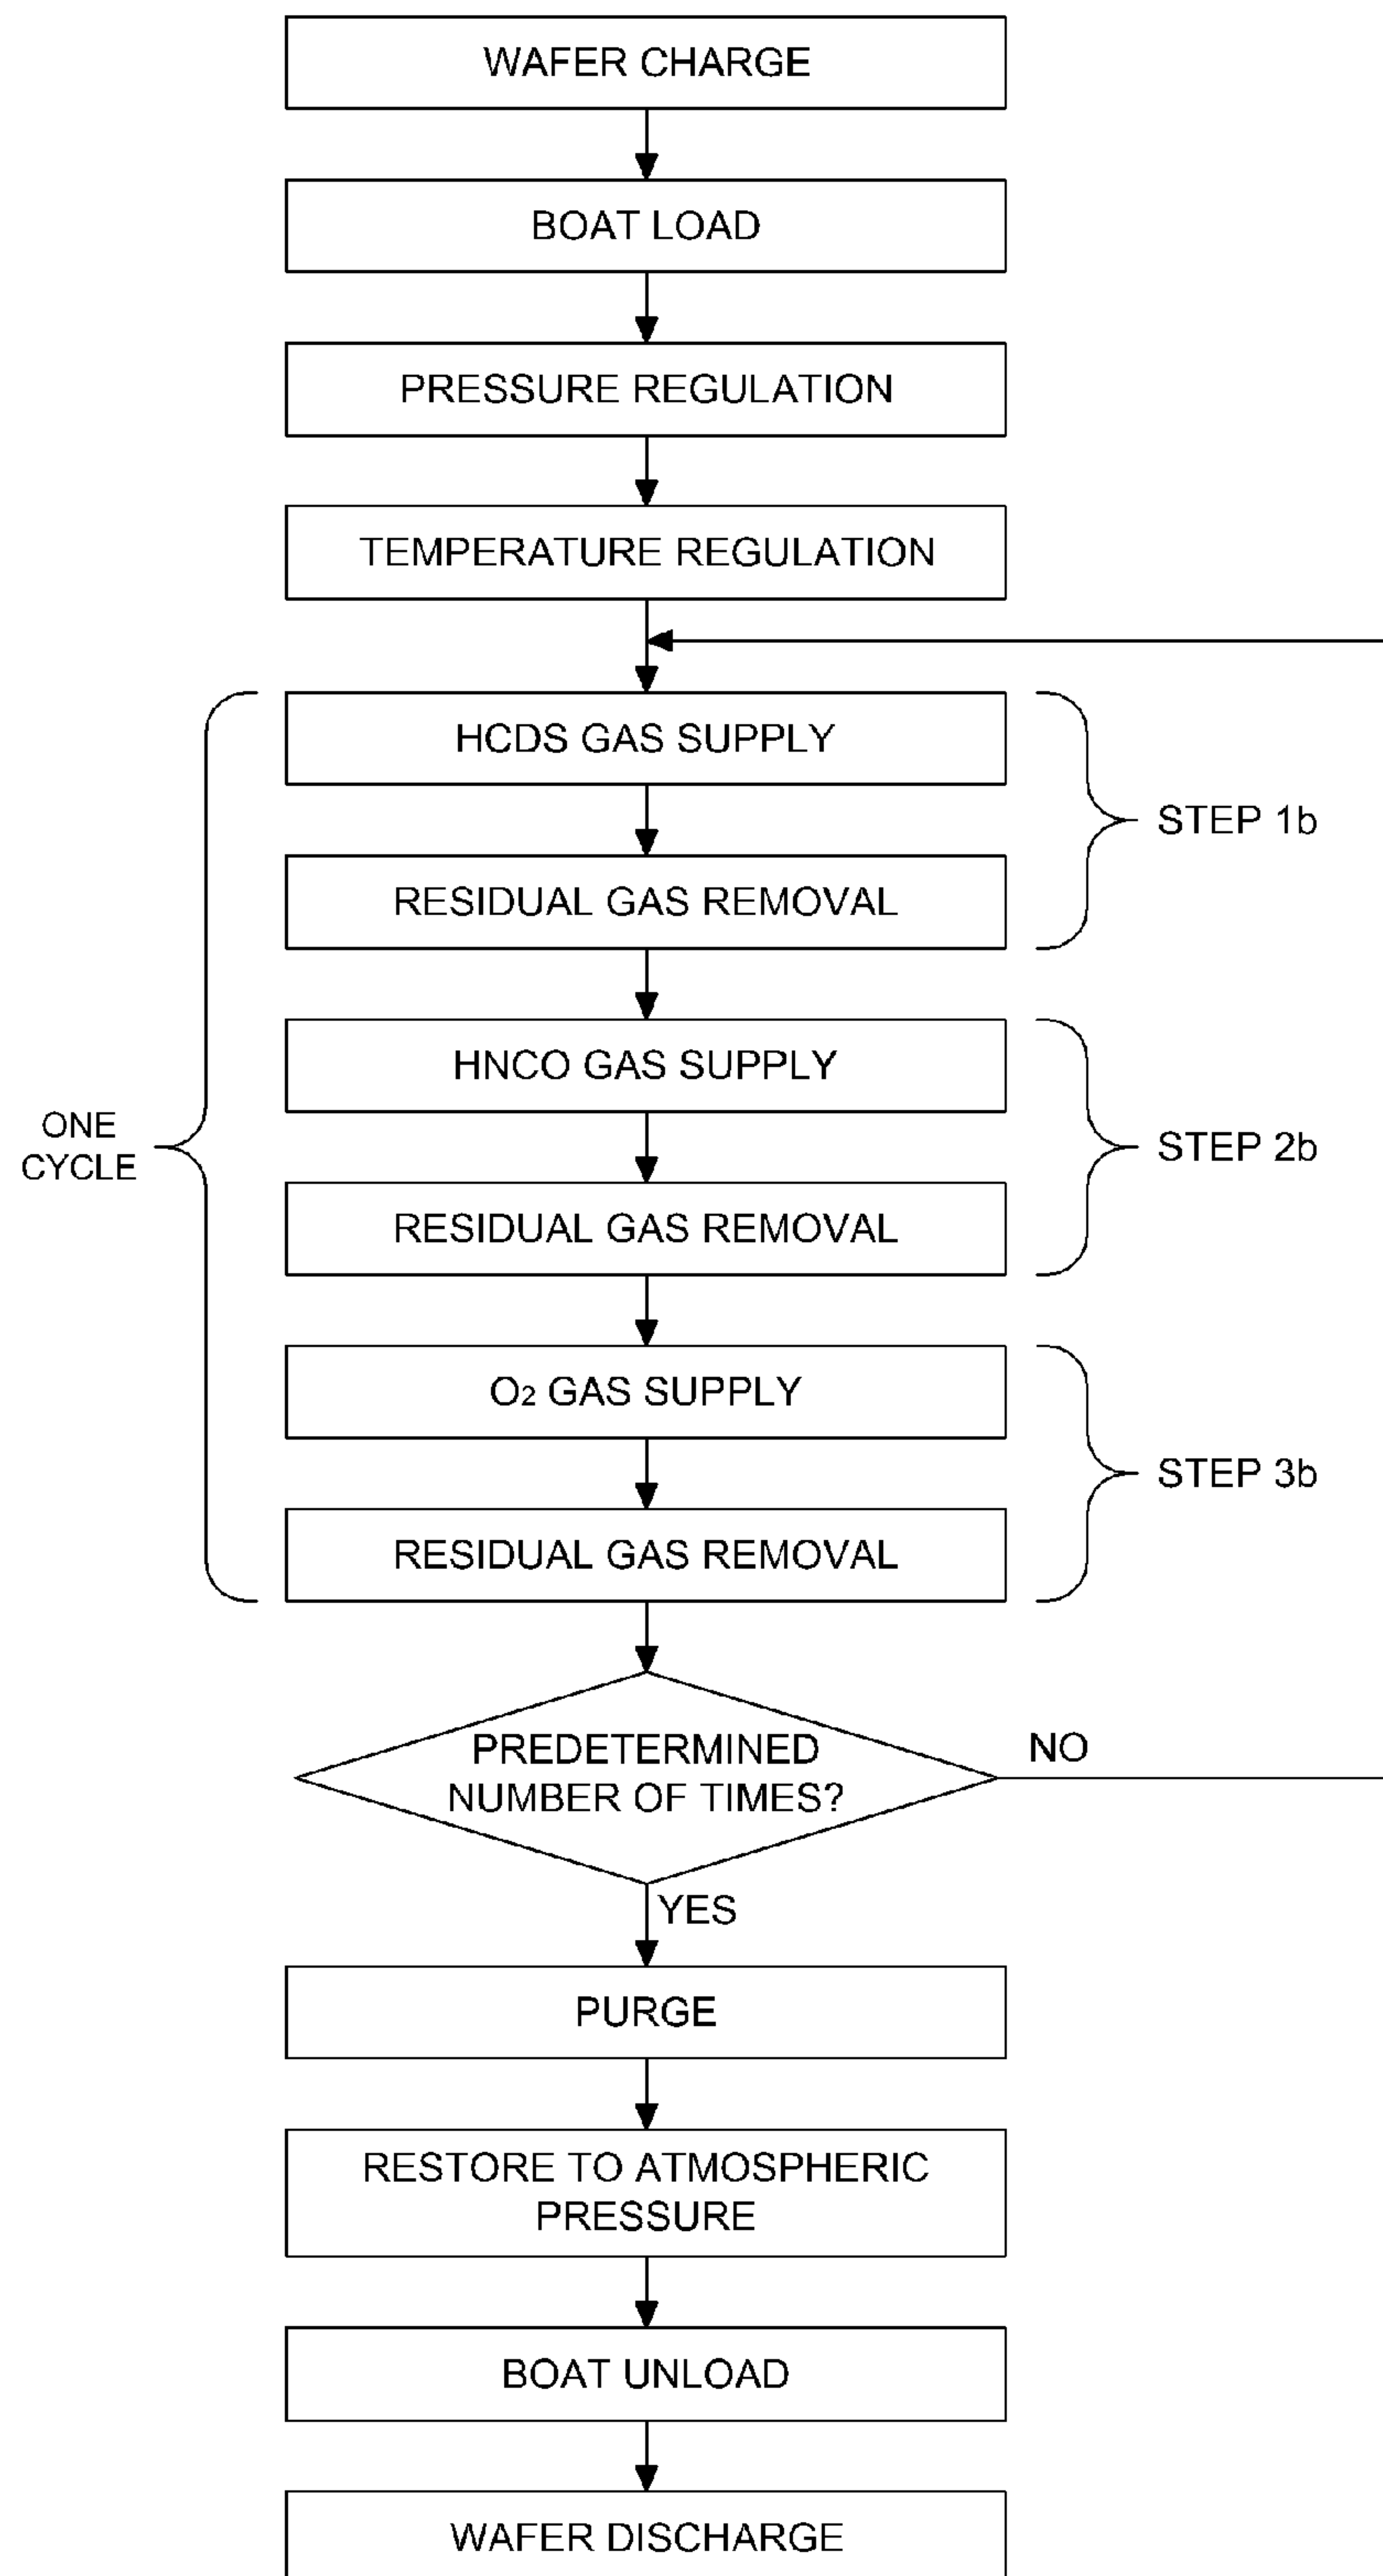 WAFER CHARGE
BOAT LOAD
PRESSURE REGULATION
TEMPERATURE REGULATION
HCDS GAS SUPPLY
STEP 1b
RESIDUAL GAS REMOVAL
HNCO GAS SUPPLY
ONE
CYCLE
STEP 2b
RESIDUAL GAS REMOVAL
O2 GAS SUPPLY
STEP 3b
RESIDUAL GAS REMOVAL
PREDETERMINED
NUMBER OF TIMES?
NO
YES
PURGE
RESTORE TO ATMOSPHERIC
PRESSURE
BOAT UNLOAD
WAFER DISCHARGE